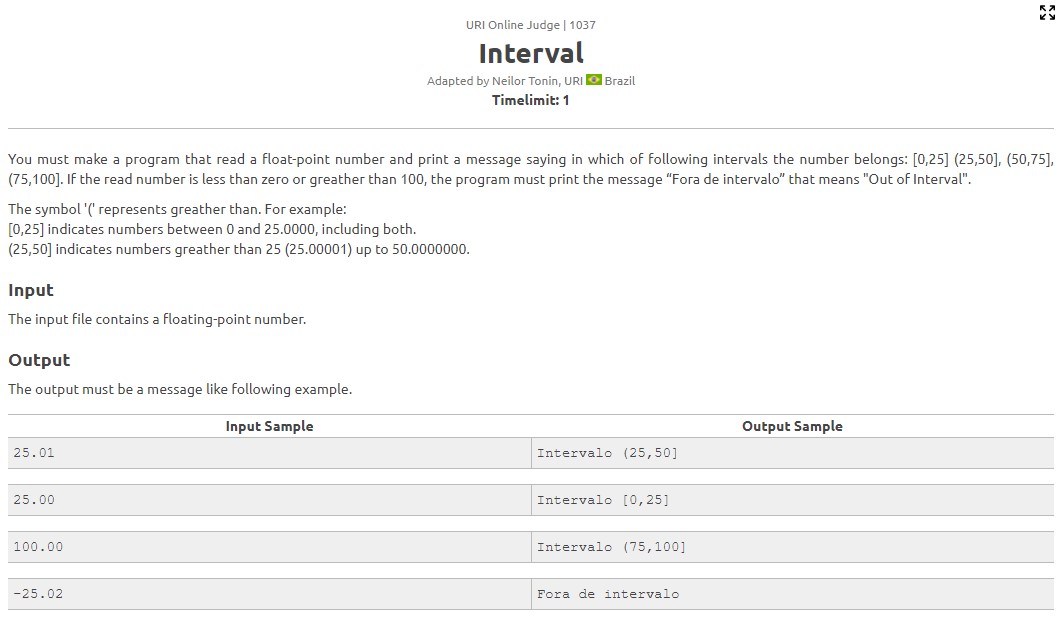 URI Online Judge | 1037
Interval
Adapted by Neilor Tonin, URI Brazil
Timelimit: 1
You must make a program that read a float-point number and print a message saying in which of following intervals the number belongs: [0,25] (25,50], (50,75],
(75,100]. If the read number is less than zero or greather than 100, the program must print the message “Fora de intervalo” that means "Out of Interval".
The symbol '(' represents greather than. For example:
[0,25] indicates numbers between 0 and 25.0000, including both.
(25,50] indicates numbers greather than 25 (25.00001) up to 50.0000000.
Input
The input file contains a floating-point number.
Output
The output must be a message like following example.
Input Sample Output Sample
25.01 Intervalo (25,50]
25.00 Intervalo [0,25]
100.00 Intervalo (75,100]
-25.02 Fora de intervalo